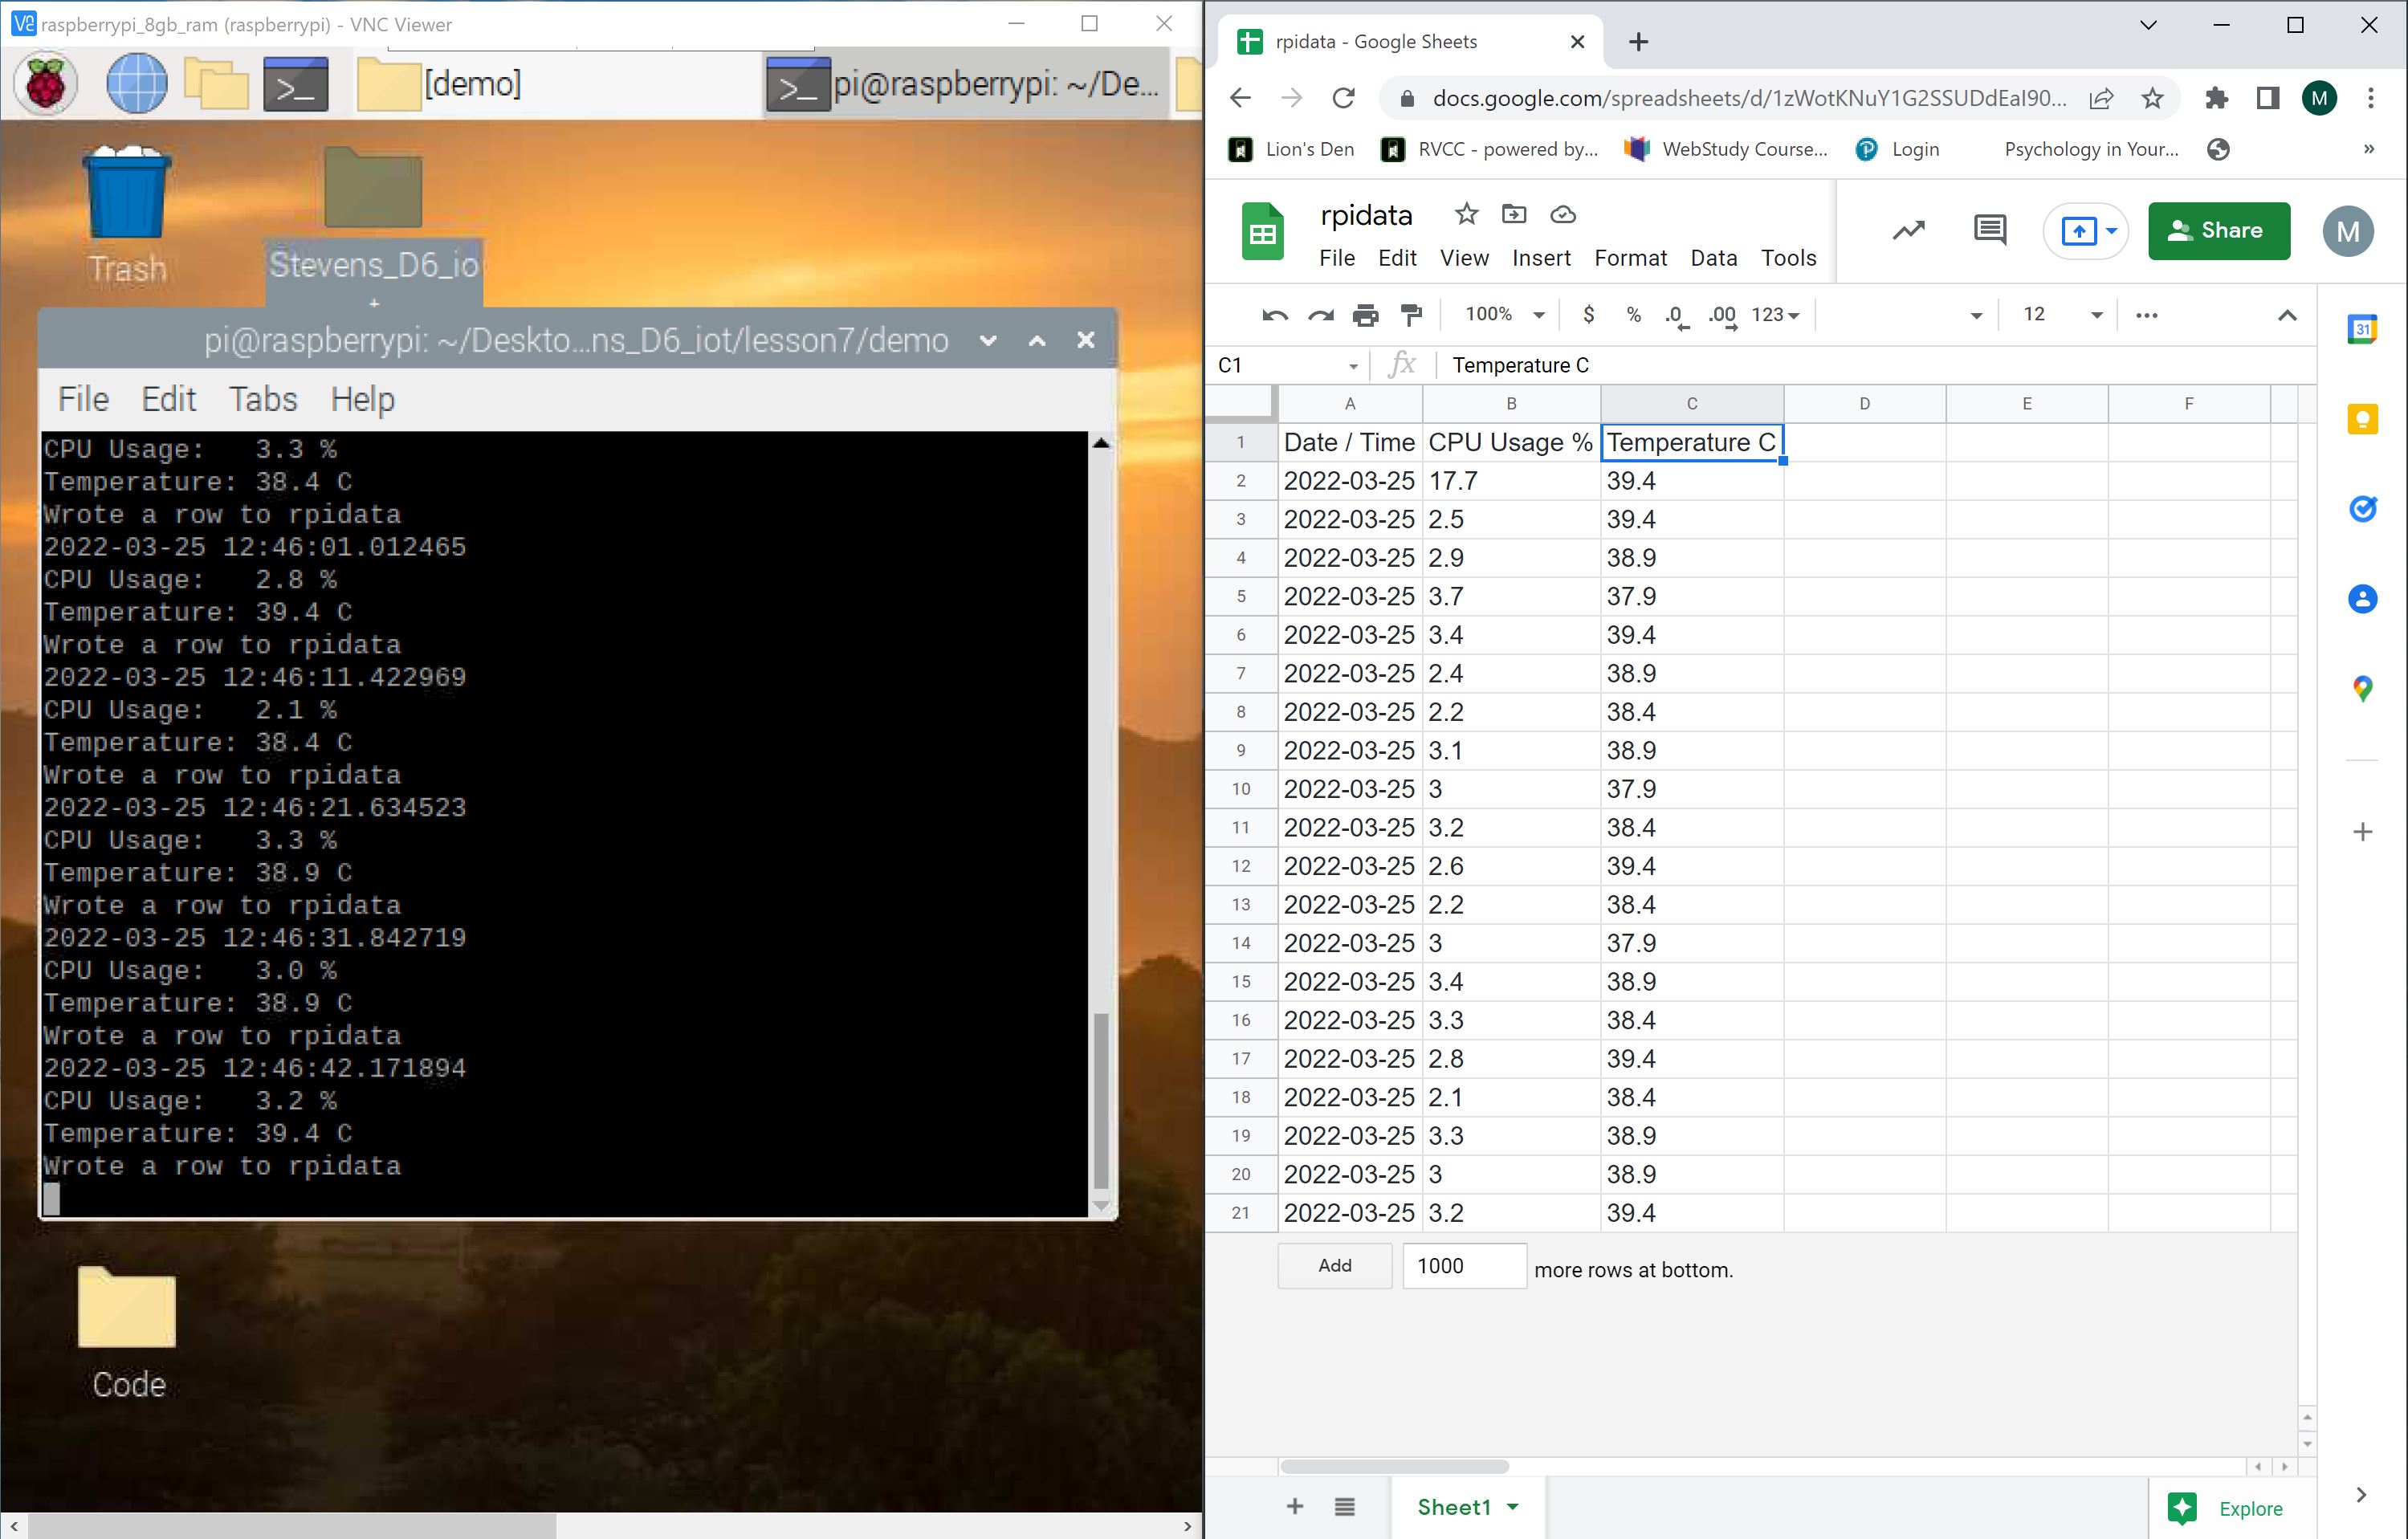 raspberrypi_8gb_ram (raspberrypi) - VNC Viewer
[demo]
pi@raspberrypi: ~/De...
Trash
Stevens_D6_io
pi@raspberrypi: ~/Deskto...ns_D6_iot/lesson7/demo
File Edit Tabs Help
CPU Usage: 3.3 %
Temperature: 38.4 C
Wrote a row to rpidata
2022-03-25 12:46:01.012465
CPU Usage: 2.8 %
Temperature: 39.4 C
Wrote a row to rpidata
2022-03-25 12:46:11.422969
CPU Usage: 2.1 %
Temperature: 38.4 C
Wrote a row to rpidata
2022-03-25 12:46:21.634523
CPU Usage: 3.3 %
Temperature: 38.9 C
Wrote a row to rpidata
2022-03-25 12:46:31.842719
CPU Usage: 3.0 %
Temperature: 38.9 C
Wrote a row to rpidata
2022-03-25 12:46:42.171894
CPU Usage: 3.2 %
Temperature: 39.4 C
Wrote a row to rpidata
Code
rpidata - Google Sheets
docs.google.com/spreadsheets/d/1zWotKNuY1G2SSUDdEaI90...
M
Lion's Den RVCC - powered by... WebStudy Course... Login Psychology in Your... »
rpidata
File Edit View Insert Format Data Tools
Share
M
100% $ % .0 .00 123 12
31
C1 fx Temperature C
A B C D E F
1 Date / Time CPU Usage % Temperature C
2 2022-03-25 17.7 39.4
3 2022-03-25 2.5 39.4
4 2022-03-25 2.9 38.9
5 2022-03-25 3.7 37.9
6 2022-03-25 3.4 39.4
7 2022-03-25 2.4 38.9
8 2022-03-25 2.2 38.4
9 2022-03-25 3.1 38.9
10 2022-03-25 3 37.9
11 2022-03-25 3.2 38.4
12 2022-03-25 2.6 39.4
13 2022-03-25 2.2 38.4
14 2022-03-25 3 37.9
15 2022-03-25 3.4 38.9
16 2022-03-25 3.3 38.4
17 2022-03-25 2.8 39.4
18 2022-03-25 2.1 38.4
19 2022-03-25 3.3 38.9
20 2022-03-25 3 38.9
21 2022-03-25 3.2 39.4
Add 1000 more rows at bottom.
Sheet1
Explore